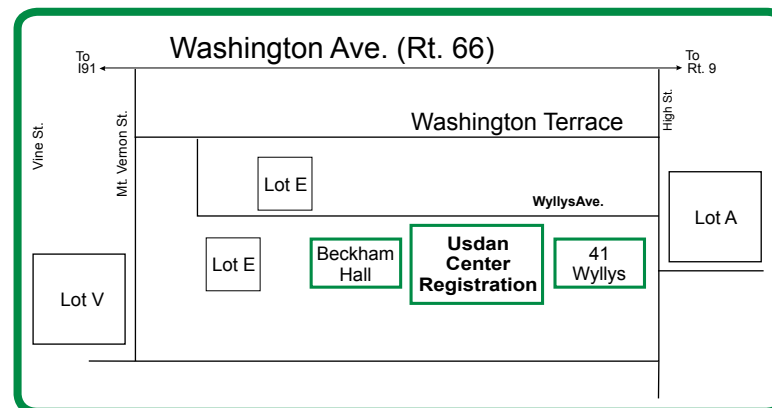 Washington Ave. (Rt. 66)
To
I91
To
Rt. 9
Vine St.
Mt. Vernon St.
High St.
Washington Terrace
Lot E
WyllysAve.
Lot A
Lot E
Beckham
Hall
Usdan
Center
Registration
41
Wyllys
Lot V